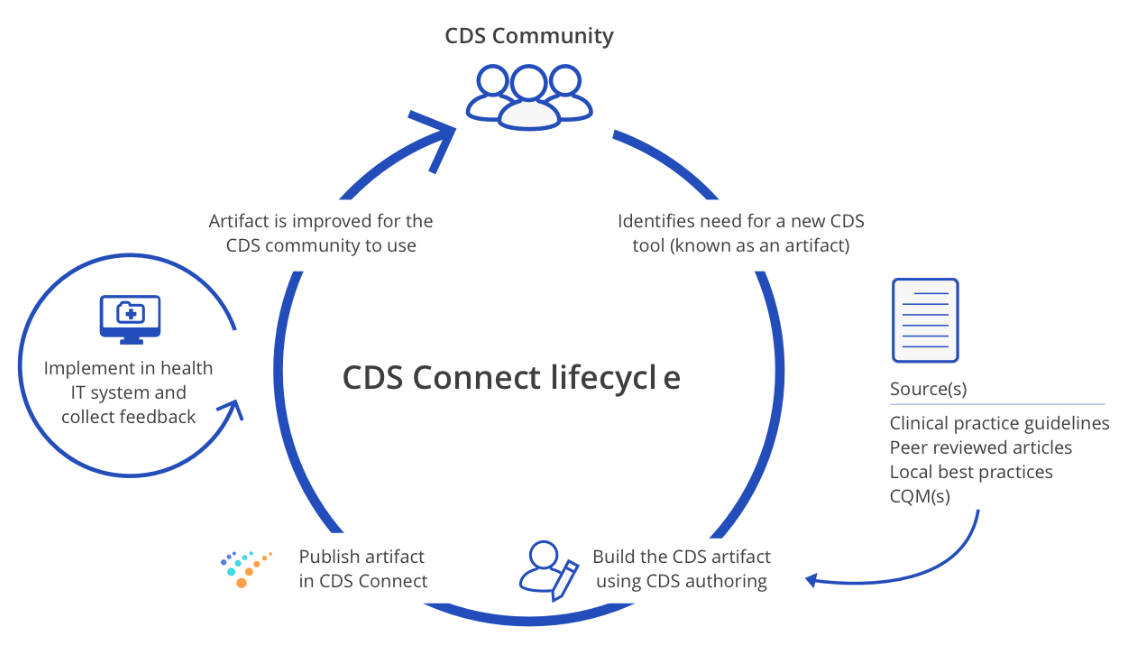 CDS Community
Identifies need for a new CDS
tool (known as an artifact)
Source(s)
Clinical practice guidelines
Peer reviewed articles
Local best practices
CQM(s)
Build the CDS artifact
using CDS authoring
Publish artifact
in CDS Connect
Implement in health
IT system and
collect feedback
Artifact is improved for the
CDS community to use
CDS Connect lifecycle